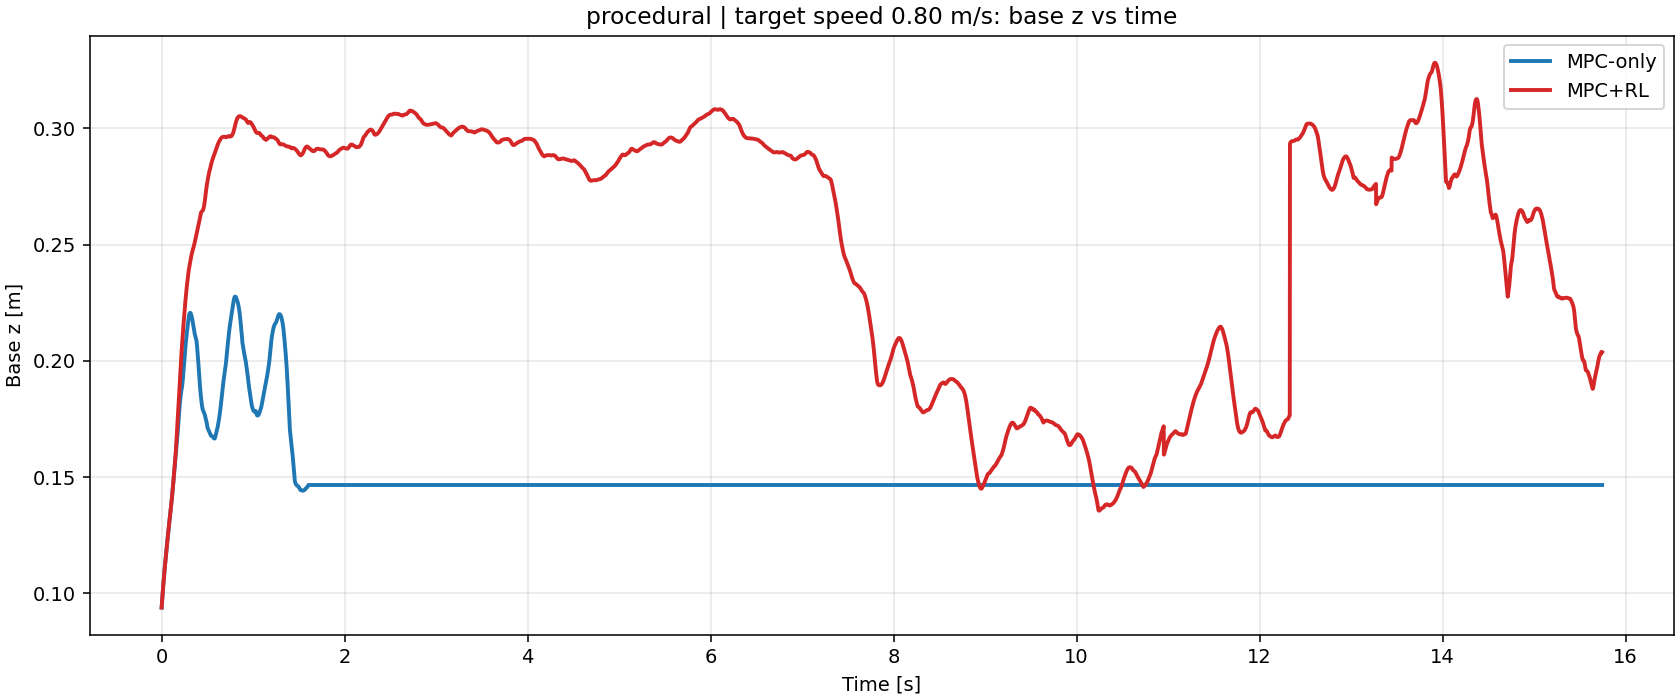 procedural | target speed 0.80 m/s: base z vs time
MPC-only
MPC+RL
Base z [m]
0.30
0.25
0.20
0.15
0.10
0 2 4 6 8 10 12 14 16
Time [s]